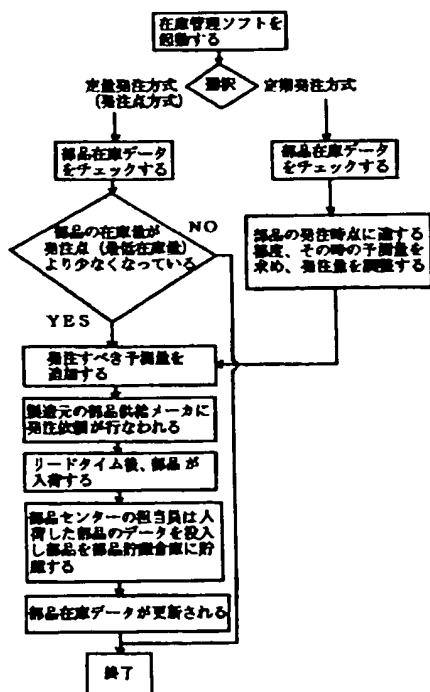 在庫管理ソフトを
起動する
選択
定量発注方式
(発注点方式)
定期発注方式
部品在庫データ
をチェックする
部品在庫データ
をチェックする
部品の在庫量が
発注点(最低在庫量)
より少なくなっている
NO
YES
部品の発注時点に達する
都度、その時の予測量を
求め、発注量を調整する
発注すべき予測量を
追加する
製造元の部品供給メーカに
発注依頼が行なわれる
リードタイム後、部品が
入荷する
部品センターの担当員は入
荷した部品のデータを投入
し部品を部品貯蔵倉庫に貯
蔵する
部品在庫データが更新される
終了